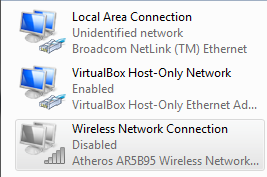 Local Area Connection
Unidentified network
Broadcom NetLink (TM) Ethernet
VirtualBox Host-Only Network
Enabled
VirtualBox Host-Only Ethernet Ad...
Wireless Network Connection
Disabled
Atheros AR5B95 Wireless Network...